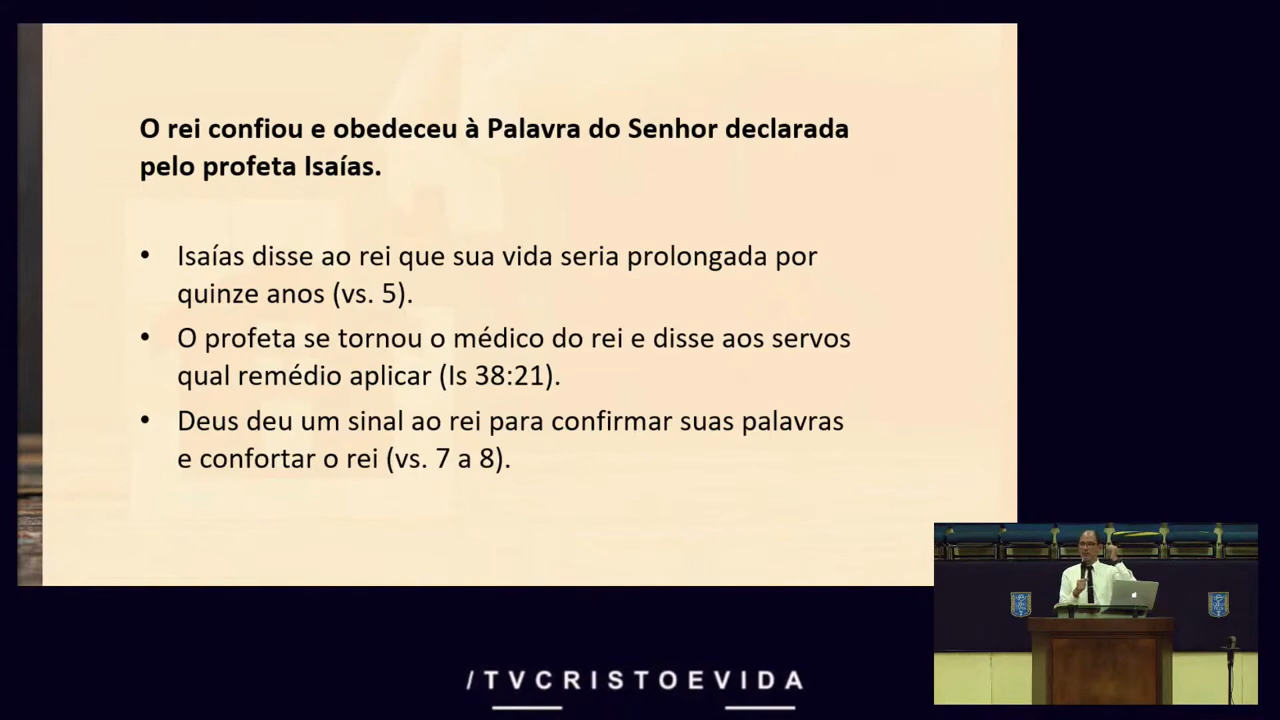 O rei confiou e obedeceu à Palavra do Senhor declarada
pelo profeta Isaías.
• Isaías disse ao rei que sua vida seria prolongada por
quinze anos (vs. 5).
• O profeta se tornou o médico do rei e disse aos servos
qual remédio aplicar (Is 38:21).
• Deus deu um sinal ao rei para confirmar suas palavras
e confortar o rei (vs. 7 a 8).
/TVCRISTOEVIDA